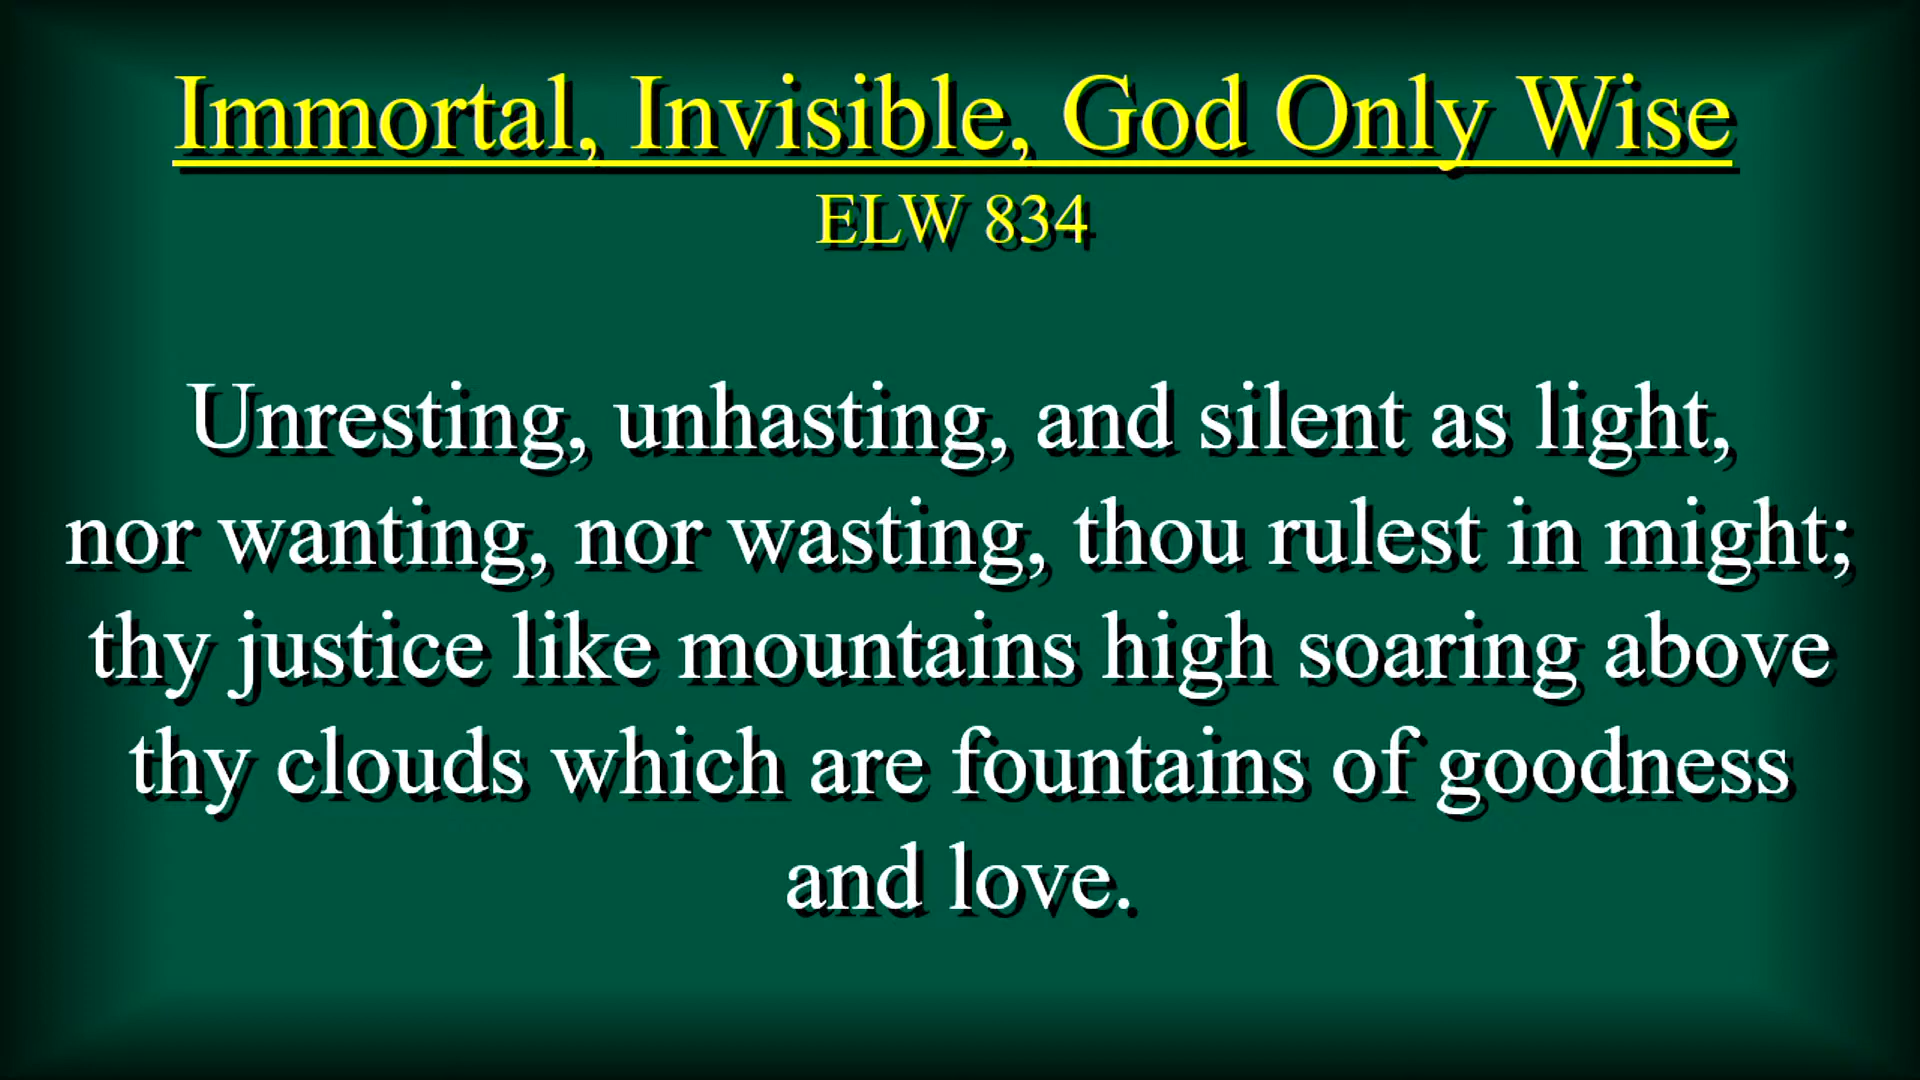 Immortal, Invisible, God Only Wise
ELW 834
Unresting, unhasting, and silent as light,
nor wanting, nor wasting, thou rulest in might;
thy justice like mountains high soaring above
thy clouds which are fountains of goodness
and love.